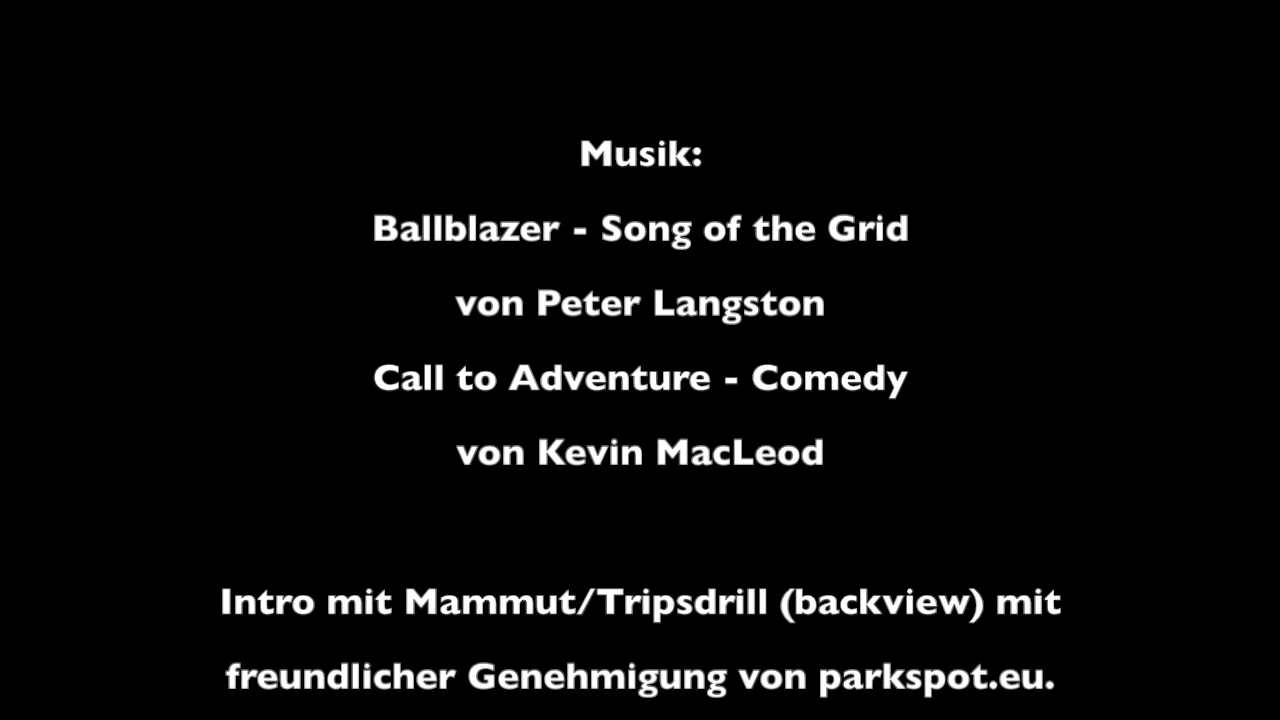 Musik:
Ballblazer - Song of the Grid
von Peter Langston
Call to Adventure - Comedy
von Kevin MacLeod
Intro mit Mammut/Tripsdrill (backview) mit
freundlicher Genehmigung von parkspot.eu.